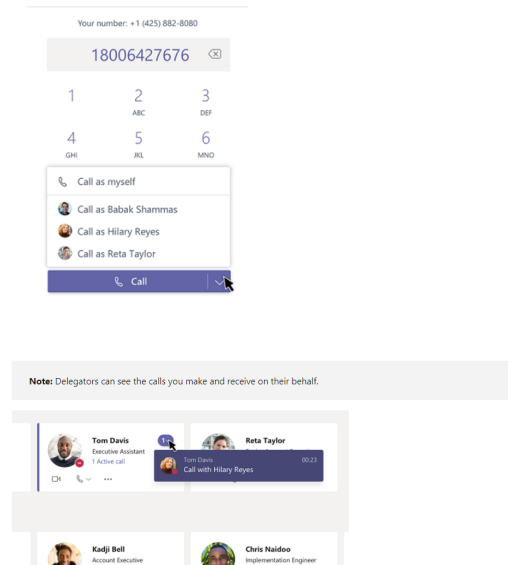 Your number: +1 (425) 882-8080
18006427676
1 2 3
ABC DEF
4 5 6
GHI JKL MNO
Call as myself
Call as Babak Shammas
Call as Hilary Reyes
Call as Reta Taylor
Call
Note: Delegators can see the calls you make and receive on their behalf.
Tom Davis 1 Reta Taylor
Executive Assistant
1 Active call
Tom Davis 00:23
Call with Hilary Reyes
Kadji Bell Chris Naidoo
Account Executive Implementation Engineer